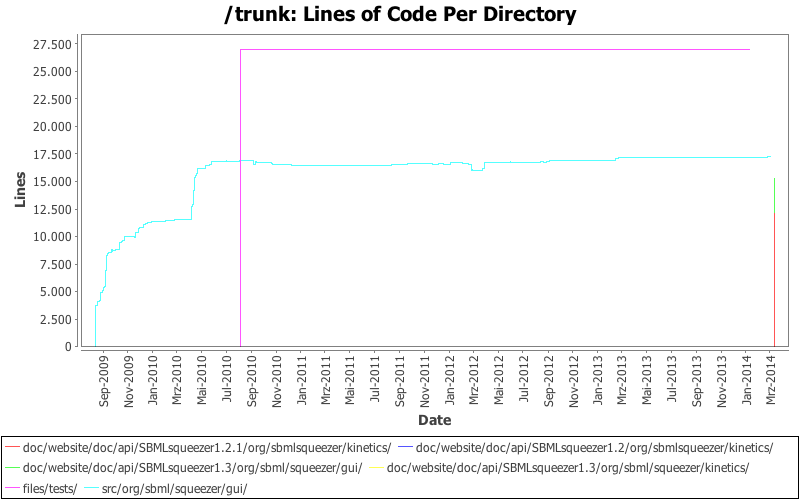 /trunk: Lines of Code Per Directory
27.500
25.000
22.500
20.000
17.500
15.000
12.500
10.000
7.500
5.000
2.500
0
Lines
Sep-2009
Nov-2009
Jan-2010
Mrz-2010
Mai-2010
Jul-2010
Sep-2010
Nov-2010
Jan-2011
Mrz-2011
Mai-2011
Jul-2011
Sep-2011
Nov-2011
Jan-2012
Mrz-2012
Mai-2012
Jul-2012
Sep-2012
Nov-2012
Jan-2013
Mrz-2013
Mai-2013
Jul-2013
Sep-2013
Nov-2013
Jan-2014
Mrz-2014
Date
doc/website/doc/api/SBMLsqueezer1.2.1/org/sbmlsqueezer/kinetics/ doc/website/doc/api/SBMLsqueezer1.2/org/sbmlsqueezer/kinetics/
doc/website/doc/api/SBMLsqueezer1.3/org/sbml/squeezer/gui/ doc/website/doc/api/SBMLsqueezer1.3/org/sbml/squeezer/kinetics/
files/tests/ src/org/sbml/squeezer/gui/